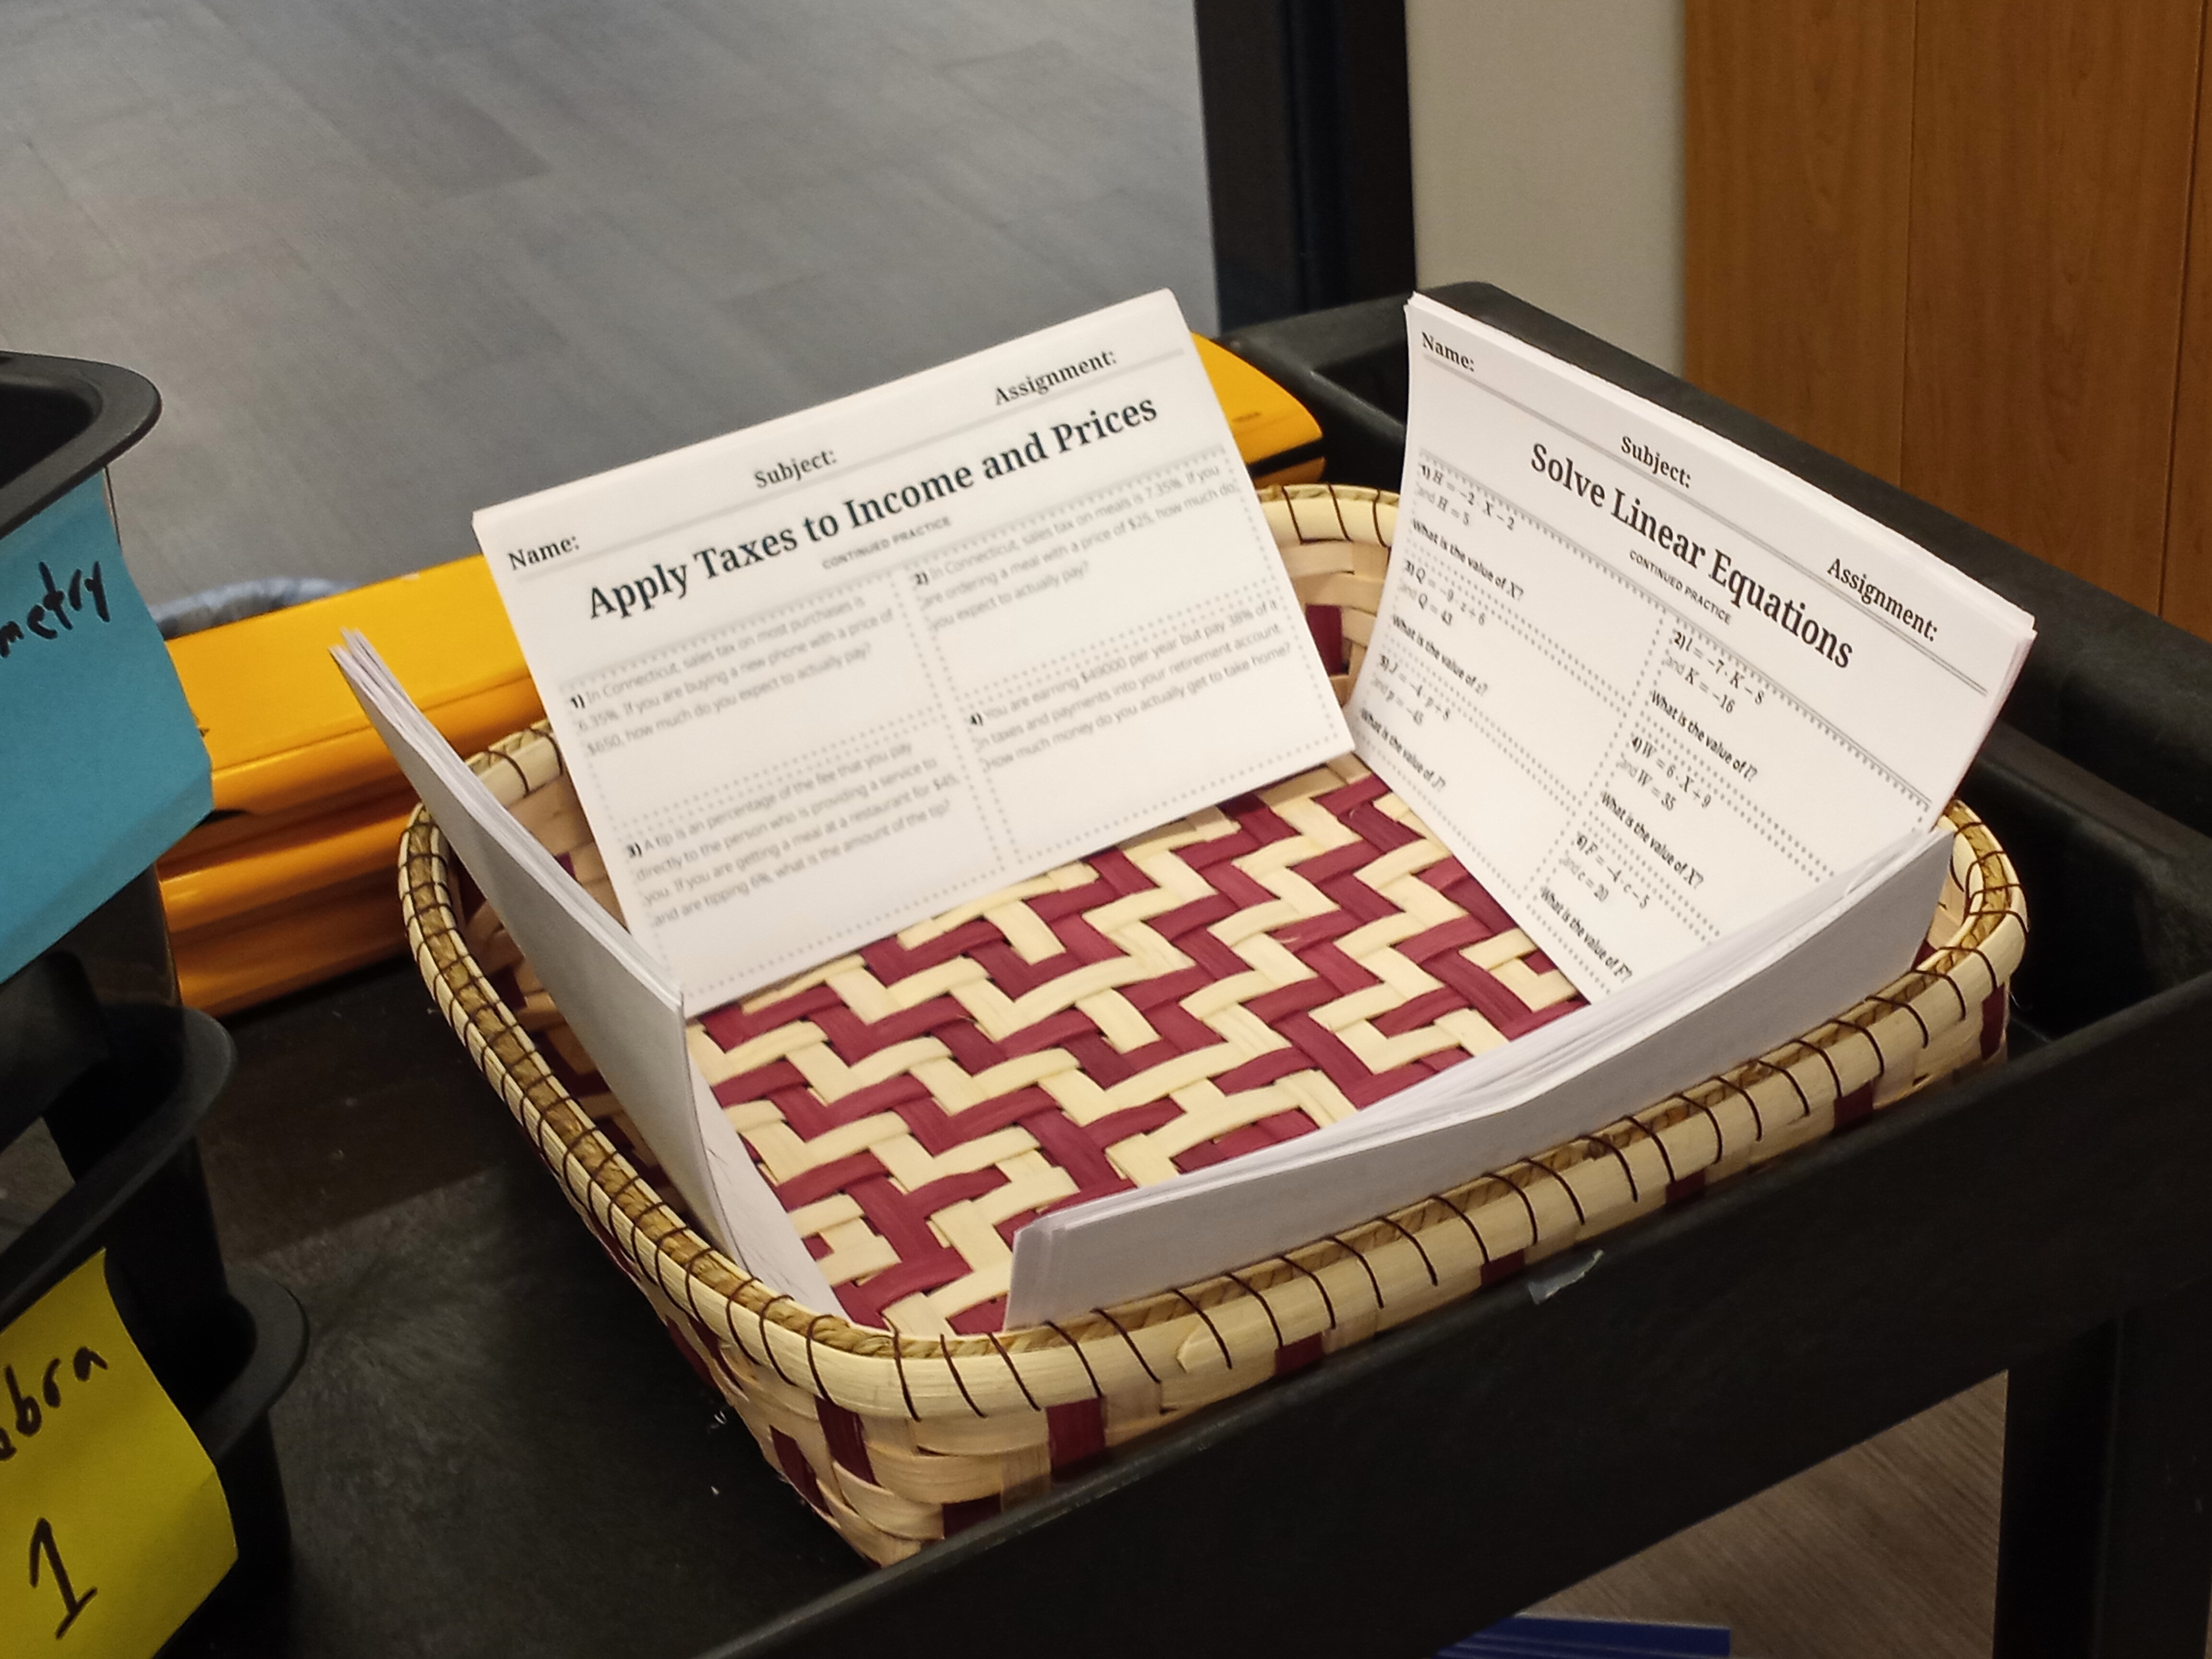 metry
bra
1
Name:
Subject:
Assignment:
Apply Taxes to Income and Prices
CONTINUED PRACTICE
1) In Connecticut, sales tax on most purchases is
6.35%. If you are buying a new phone with a price of
$650, how much do you expect to actually pay?
2) In Connecticut, sales tax on meals is 7.35%. If you
are ordering a meal with a price of $25, how much do
you expect to actually pay?
3) A tip is an percentage of the fee that you pay
directly to the person who is providing a service to
you. If you are getting a meal at a restaurant for $45,
and are tipping 6%, what is the amount of the tip?
4) You are earning $49000 per year but pay 38% of it
in taxes and payments into your retirement account.
How much money do you actually get to take home?
Name:
Subject:
Assignment:
Solve Linear Equations
CONTINUED PRACTICE
1) H = -2 · X - 2
and H = 5
What is the value of X?
2) l = -7 · K - 8
and K = -16
What is the value of l?
3) Q = -9 · z + 6
and Q = 43
What is the value of z?
4) W = 6 · X + 9
and W = 35
What is the value of X?
5) J = -4 · p + 8
and p = -45
What is the value of J?
6) F = -4 · c - 5
and c = 20
What is the value of F?